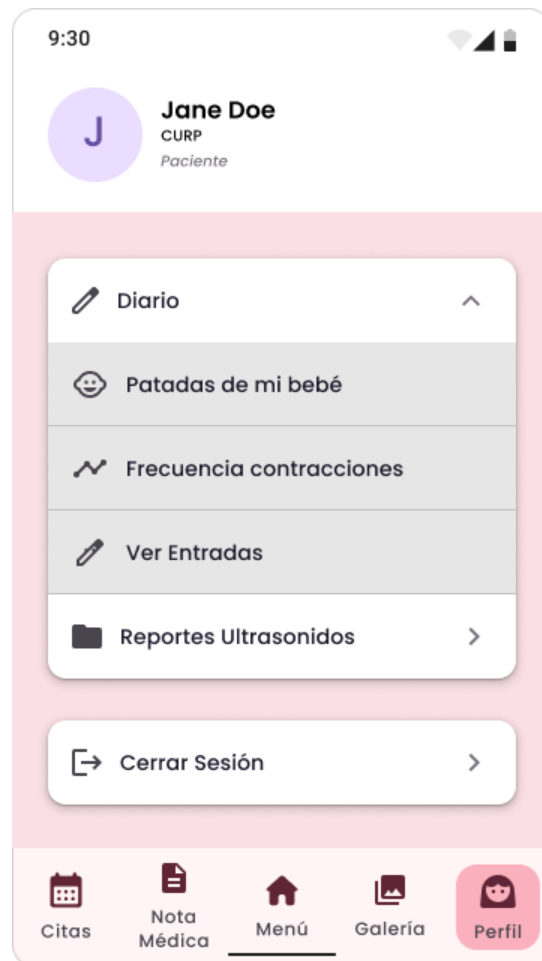 9:30
J
Jane Doe
CURP
Paciente
Diario
Patadas de mi bebé
Frecuencia contracciones
Ver Entradas
Reportes Ultrasonidos
Cerrar Sesión
Citas
Nota
Médica
Menú
Galería
Perfil